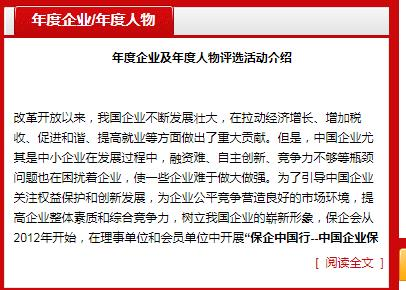 年度企业/年度人物
年度企业及年度人物评选活动介绍
改革开放以来，我国企业不断发展壮大，在拉动经济增长、增加税
收、促进和谐、提高就业等方面做出了重大贡献。但是，中国企业尤
其是中小企业在发展过程中，融资难、自主创新、竞争力不够等瓶颈
问题也在困扰着企业，使一些企业难于做大做强。为了引导中国企业
关注权益保护和创新发展，为企业公平竞争营造良好的市场环境，提
高企业整体素质和综合竞争力，树立我国企业的崭新形象，保企会从
2012年开始，在理事单位和会员单位中开展“保企中国行--中国企业保
[ 阅读全文 ]